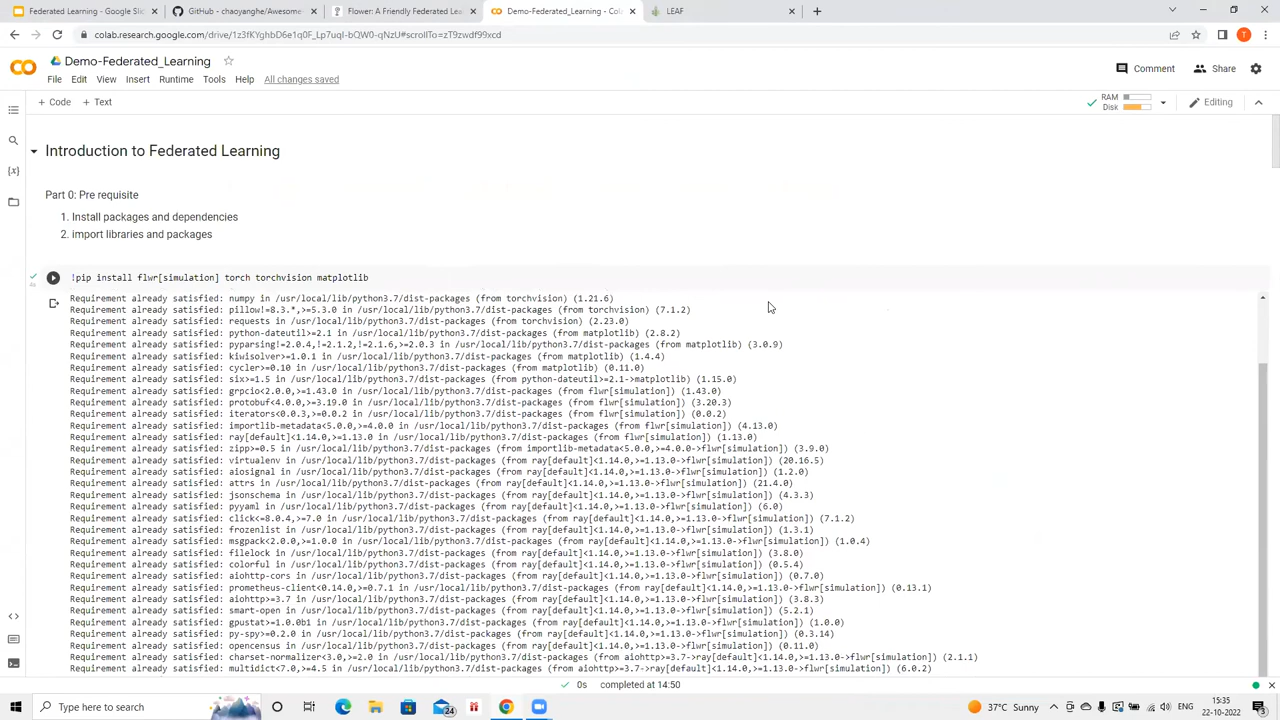 Federated Learning - Google Slid
GitHub - chaoyanghe/Awesome-
Flower: A Friendly Federated Lea
Demo-Federated_Learning - Cola
LEAF
colab.research.google.com/drive/1z3fKYghbD6e1q0F_Lp7uqI-bQW0-qNzU#scrollTo=zT9zwdf99xcd
T
Demo-Federated_Learning
File Edit View Insert Runtime Tools Help All changes saved
Comment Share
+ Code + Text
RAM
Disk
Editing
Introduction to Federated Learning
Part 0: Pre requisite
1. Install packages and dependencies
2. import libraries and packages
!pip install flwr[simulation] torch torchvision matplotlib
Requirement already satisfied: numpy in /usr/local/lib/python3.7/dist-packages (from torchvision) (1.21.6)
Requirement already satisfied: pillow!=8.3.*,>=5.3.0 in /usr/local/lib/python3.7/dist-packages (from torchvision) (7.1.2)
Requirement already satisfied: requests in /usr/local/lib/python3.7/dist-packages (from torchvision) (2.23.0)
Requirement already satisfied: python-dateutil>=2.1 in /usr/local/lib/python3.7/dist-packages (from matplotlib) (2.8.2)
Requirement already satisfied: pyparsing!=2.0.4,!=2.1.2,!=2.1.6,>=2.0.3 in /usr/local/lib/python3.7/dist-packages (from matplotlib) (3.0.9)
Requirement already satisfied: kiwisolver>=1.0.1 in /usr/local/lib/python3.7/dist-packages (from matplotlib) (1.4.4)
Requirement already satisfied: cycler>=0.10 in /usr/local/lib/python3.7/dist-packages (from matplotlib) (0.11.0)
Requirement already satisfied: six>=1.5 in /usr/local/lib/python3.7/dist-packages (from python-dateutil>=2.1->matplotlib) (1.15.0)
Requirement already satisfied: grpcio<2.0.0,>=1.43.0 in /usr/local/lib/python3.7/dist-packages (from flwr[simulation]) (1.43.0)
Requirement already satisfied: protobuf<4.0.0,>=3.19.0 in /usr/local/lib/python3.7/dist-packages (from flwr[simulation]) (3.20.3)
Requirement already satisfied: iterators<0.0.3,>=0.0.2 in /usr/local/lib/python3.7/dist-packages (from flwr[simulation]) (0.0.2)
Requirement already satisfied: importlib-metadata<5.0.0,>=4.0.0 in /usr/local/lib/python3.7/dist-packages (from flwr[simulation]) (4.13.0)
Requirement already satisfied: ray[default]<1.14.0,>=1.13.0 in /usr/local/lib/python3.7/dist-packages (from flwr[simulation]) (1.13.0)
Requirement already satisfied: zipp>=0.5 in /usr/local/lib/python3.7/dist-packages (from importlib-metadata<5.0.0,>=4.0.0->flwr[simulation]) (3.9.0)
Requirement already satisfied: virtualenv in /usr/local/lib/python3.7/dist-packages (from ray[default]<1.14.0,>=1.13.0->flwr[simulation]) (20.16.5)
Requirement already satisfied: aiosignal in /usr/local/lib/python3.7/dist-packages (from ray[default]<1.14.0,>=1.13.0->flwr[simulation]) (1.2.0)
Requirement already satisfied: attrs in /usr/local/lib/python3.7/dist-packages (from ray[default]<1.14.0,>=1.13.0->flwr[simulation]) (21.4.0)
Requirement already satisfied: jsonschema in /usr/local/lib/python3.7/dist-packages (from ray[default]<1.14.0,>=1.13.0->flwr[simulation]) (4.3.3)
Requirement already satisfied: pyyaml in /usr/local/lib/python3.7/dist-packages (from ray[default]<1.14.0,>=1.13.0->flwr[simulation]) (6.0)
Requirement already satisfied: click<=8.0.4,>=7.0 in /usr/local/lib/python3.7/dist-packages (from ray[default]<1.14.0,>=1.13.0->flwr[simulation]) (7.1.2)
Requirement already satisfied: frozenlist in /usr/local/lib/python3.7/dist-packages (from ray[default]<1.14.0,>=1.13.0->flwr[simulation]) (1.3.1)
Requirement already satisfied: msgpack<2.0.0,>=1.0.0 in /usr/local/lib/python3.7/dist-packages (from ray[default]<1.14.0,>=1.13.0->flwr[simulation]) (1.0.4)
Requirement already satisfied: filelock in /usr/local/lib/python3.7/dist-packages (from ray[default]<1.14.0,>=1.13.0->flwr[simulation]) (3.8.0)
Requirement already satisfied: colorful in /usr/local/lib/python3.7/dist-packages (from ray[default]<1.14.0,>=1.13.0->flwr[simulation]) (0.5.4)
Requirement already satisfied: aiohttp-cors in /usr/local/lib/python3.7/dist-packages (from ray[default]<1.14.0,>=1.13.0->flwr[simulation]) (0.7.0)
Requirement already satisfied: prometheus-client<0.14.0,>=0.7.1 in /usr/local/lib/python3.7/dist-packages (from ray[default]<1.14.0,>=1.13.0->flwr[simulation]) (0.13.1)
Requirement already satisfied: aiohttp>=3.7 in /usr/local/lib/python3.7/dist-packages (from ray[default]<1.14.0,>=1.13.0->flwr[simulation]) (3.8.3)
Requirement already satisfied: smart-open in /usr/local/lib/python3.7/dist-packages (from ray[default]<1.14.0,>=1.13.0->flwr[simulation]) (5.2.1)
Requirement already satisfied: gpustat>=1.0.0b1 in /usr/local/lib/python3.7/dist-packages (from ray[default]<1.14.0,>=1.13.0->flwr[simulation]) (1.0.0)
Requirement already satisfied: py-spy>=0.2.0 in /usr/local/lib/python3.7/dist-packages (from ray[default]<1.14.0,>=1.13.0->flwr[simulation]) (0.3.14)
Requirement already satisfied: opencensus in /usr/local/lib/python3.7/dist-packages (from ray[default]<1.14.0,>=1.13.0->flwr[simulation]) (0.11.0)
Requirement already satisfied: charset-normalizer<3.0,>=2.0 in /usr/local/lib/python3.7/dist-packages (from aiohttp>=3.7->ray[default]<1.14.0,>=1.13.0->flwr[simulation]) (2.1.1)
Requirement already satisfied: multidict<7.0,>=4.5 in /usr/local/lib/python3.7/dist-packages (from aiohttp>=3.7->ray[default]<1.14.0,>=1.13.0->flwr[simulation]) (6.0.2)
0s completed at 14:50
Type here to search
24
37°C Sunny
ENG
15:35
22-10-2022
3